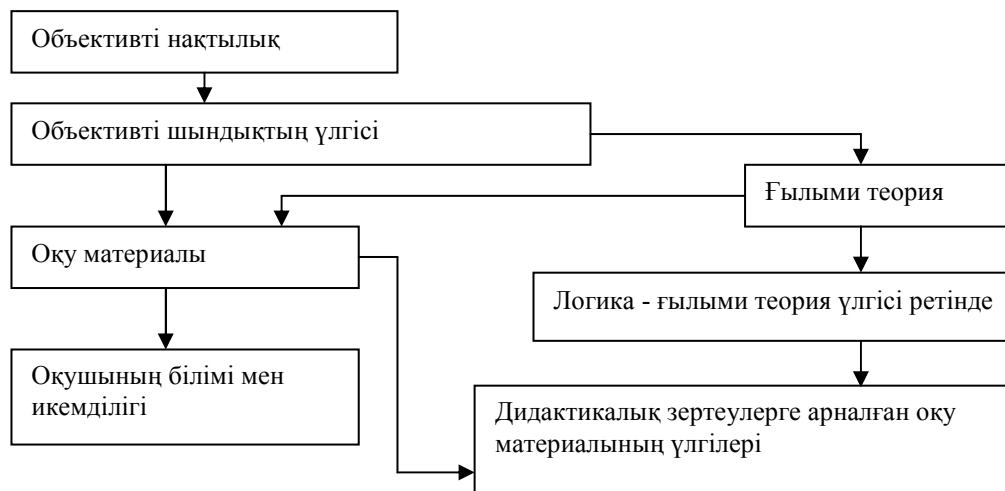 Объективті нақтылық
Объективті шындықтың үлгісі
Ғылыми теория
Оқу материалы
Логика - ғылыми теория үлгісі ретінде
Оқушының білімі мен
икемділігі
Дидактикалық зертеулерге арналған оқу
материалының үлгілері